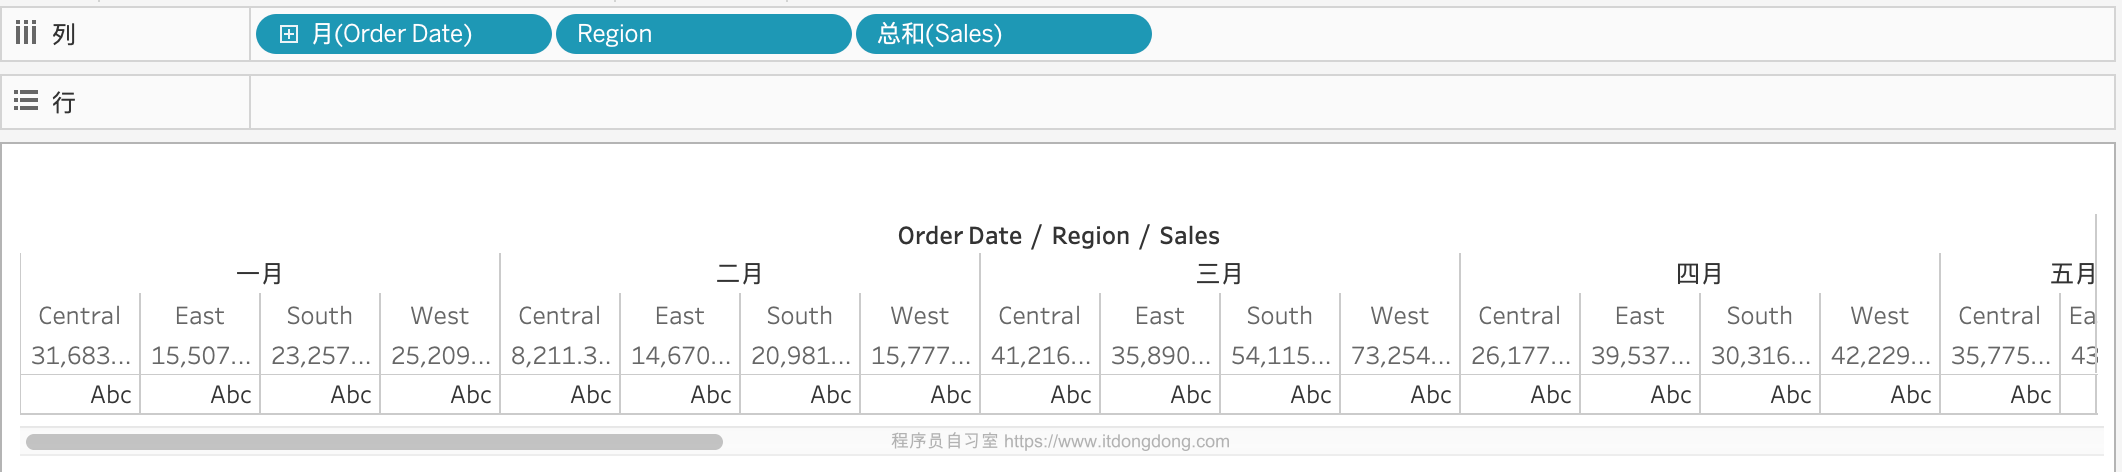 列 月(Order Date) Region 总和(Sales)
行
Order Date / Region / Sales
一月 二月 三月 四月 五月
Central East South West Central East South West Central East South West Central East South West Central Ea
31,683... 15,507... 23,257... 25,209... 8,211.3.. 14,670... 20,981... 15,777... 41,216... 35,890... 54,115... 73,254... 26,177... 39,537... 30,316... 42,229... 35,775... 43
Abc Abc Abc Abc Abc Abc Abc Abc Abc Abc Abc Abc Abc Abc Abc Abc Abc
程序员自习室 https://www.itdongdong.com